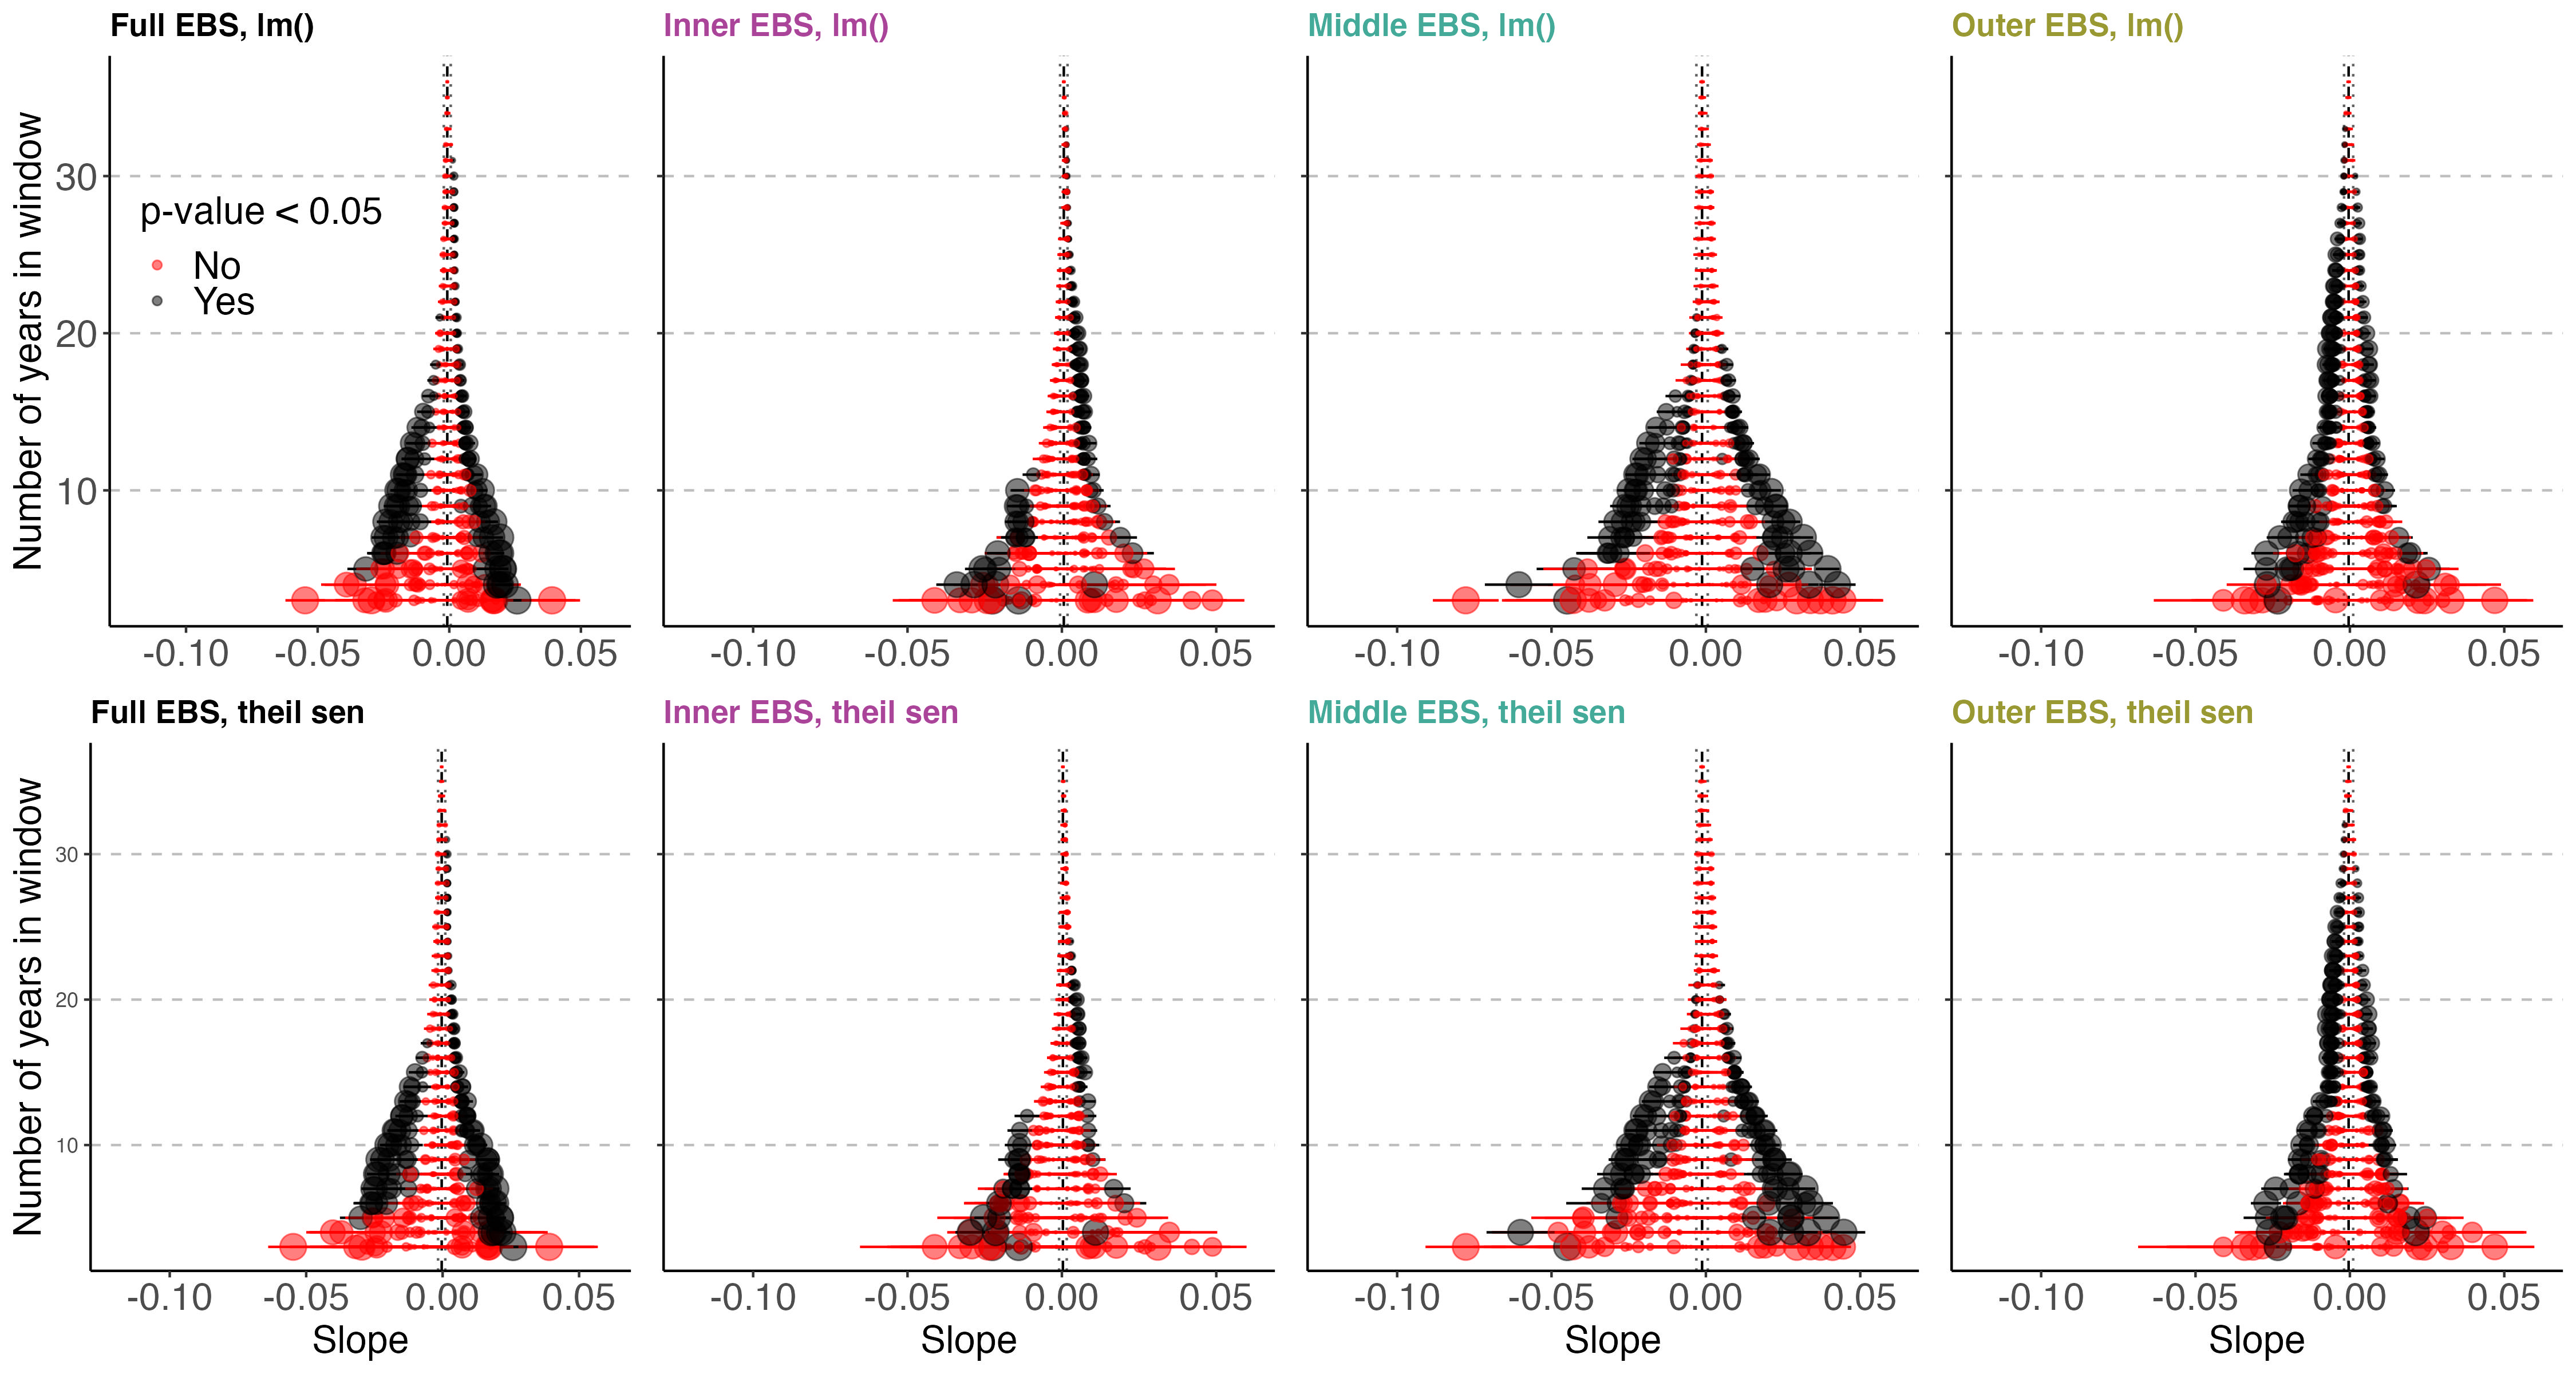 Full EBS, lm()
Inner EBS, lm()
Middle EBS, lm()
Outer EBS, lm()
Number of years in window
30
20
10
p-value < 0.05
No
Yes
-0.10 -0.05 0.00 0.05
-0.10 -0.05 0.00 0.05
-0.10 -0.05 0.00 0.05
-0.10 -0.05 0.00 0.05
Full EBS, theil sen
Inner EBS, theil sen
Middle EBS, theil sen
Outer EBS, theil sen
Number of years in window
30
20
10
-0.10 -0.05 0.00 0.05
-0.10 -0.05 0.00 0.05
-0.10 -0.05 0.00 0.05
-0.10 -0.05 0.00 0.05
Slope
Slope
Slope
Slope